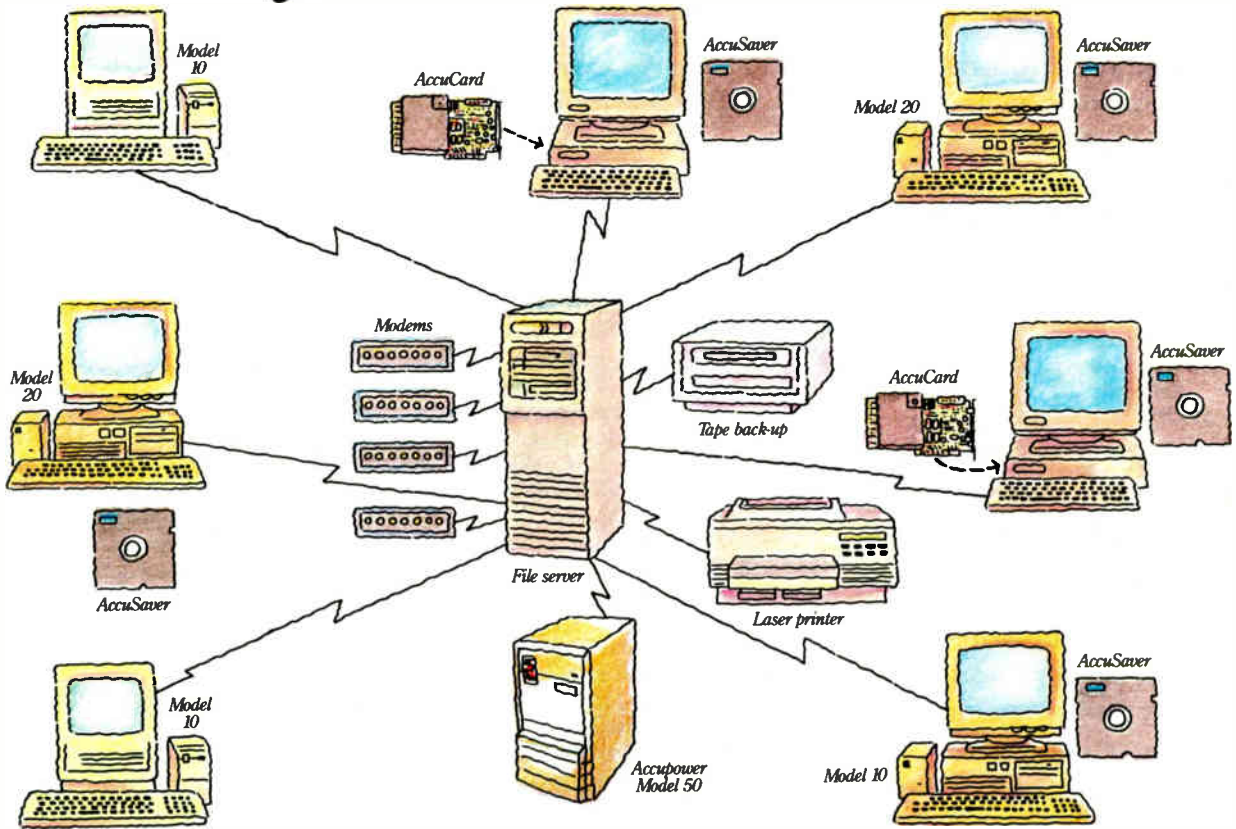 Model
10
AccuCard
AccuSaver
AccuSaver
Model 20
Modems
Model
20
AccuSaver
Tape back-up
AccuCard
AccuSaver
File server
Laser printer
Model
10
Accupower
Model 50
Model 10
AccuSaver